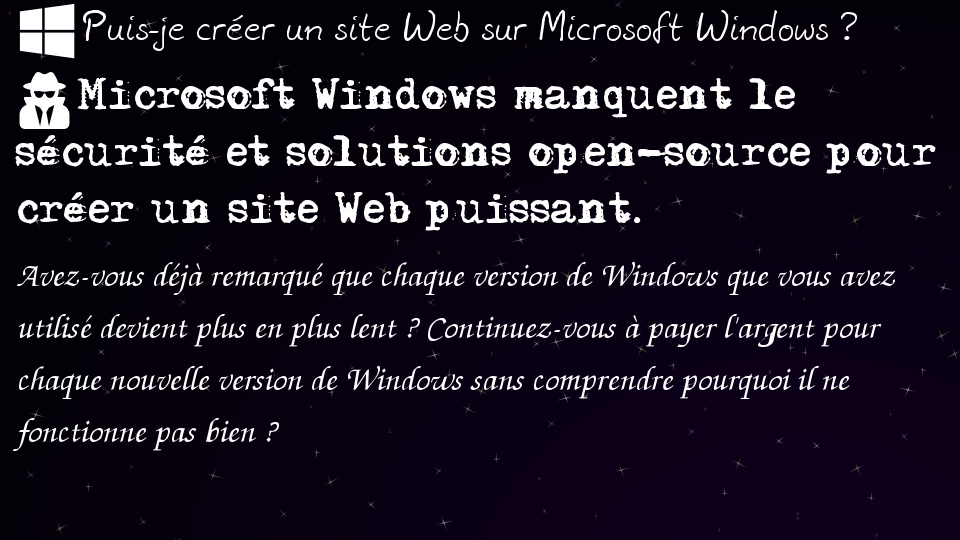 Puis-je créer un site Web sur Microsoft Windows ?
Microsoft Windows manquent le
sécurité et solutions open-source pour
créer un site Web puissant.
Avez-vous déjà remarqué que chaque version de Windows que vous avez
utilisé devient plus en plus lent ? Continuez-vous à payer l'argent pour
chaque nouvelle version de Windows sans comprendre pourquoi il ne
fonctionne pas bien ?